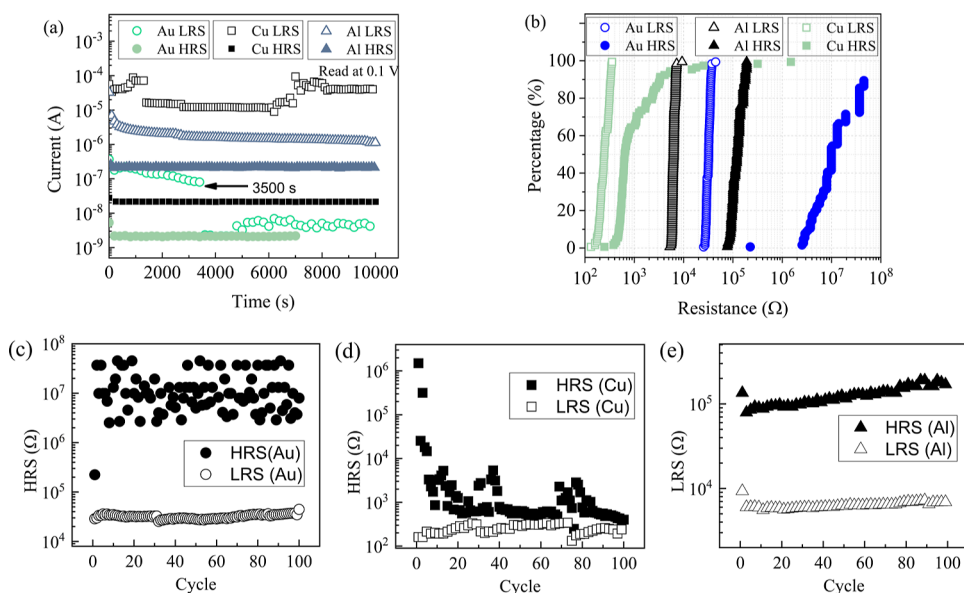 (a)
Au LRS Cu LRS Al LRS
Au HRS Cu HRS Al HRS
Read at 0.1 V
3500 s
10⁻³
10⁻⁴
10⁻⁵
10⁻⁶
10⁻⁷
10⁻⁸
10⁻⁹
Current (A)
0 2000 4000 6000 8000 10000
Time (s)
(b)
Au LRS Al LRS Cu LRS
Au HRS Al HRS Cu HRS
100
80
60
40
20
0
Percentage (%)
10² 10³ 10⁴ 10⁵ 10⁶ 10⁷ 10⁸
Resistance (Ω)
(c)
10⁸
10⁷
10⁶
10⁵
10⁴
HRS (Ω)
HRS(Au)
LRS (Au)
0 20 40 60 80 100
Cycle
(d)
10⁶
10⁵
10⁴
10³
10²
HRS (Ω)
HRS (Cu)
LRS (Cu)
0 20 40 60 80 100
Cycle
(e)
10⁵
10⁴
LRS (Ω)
HRS (Al)
LRS (Al)
0 20 40 60 80 100
Cycle